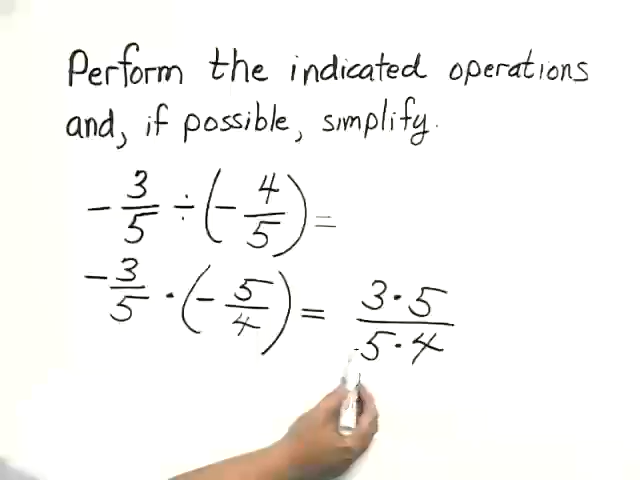 Perform the indicated operations
and, if possible, simplify.
-3/5 ÷ (-4/5) =
-3/5 · (-5/4) = 3·5/5·4